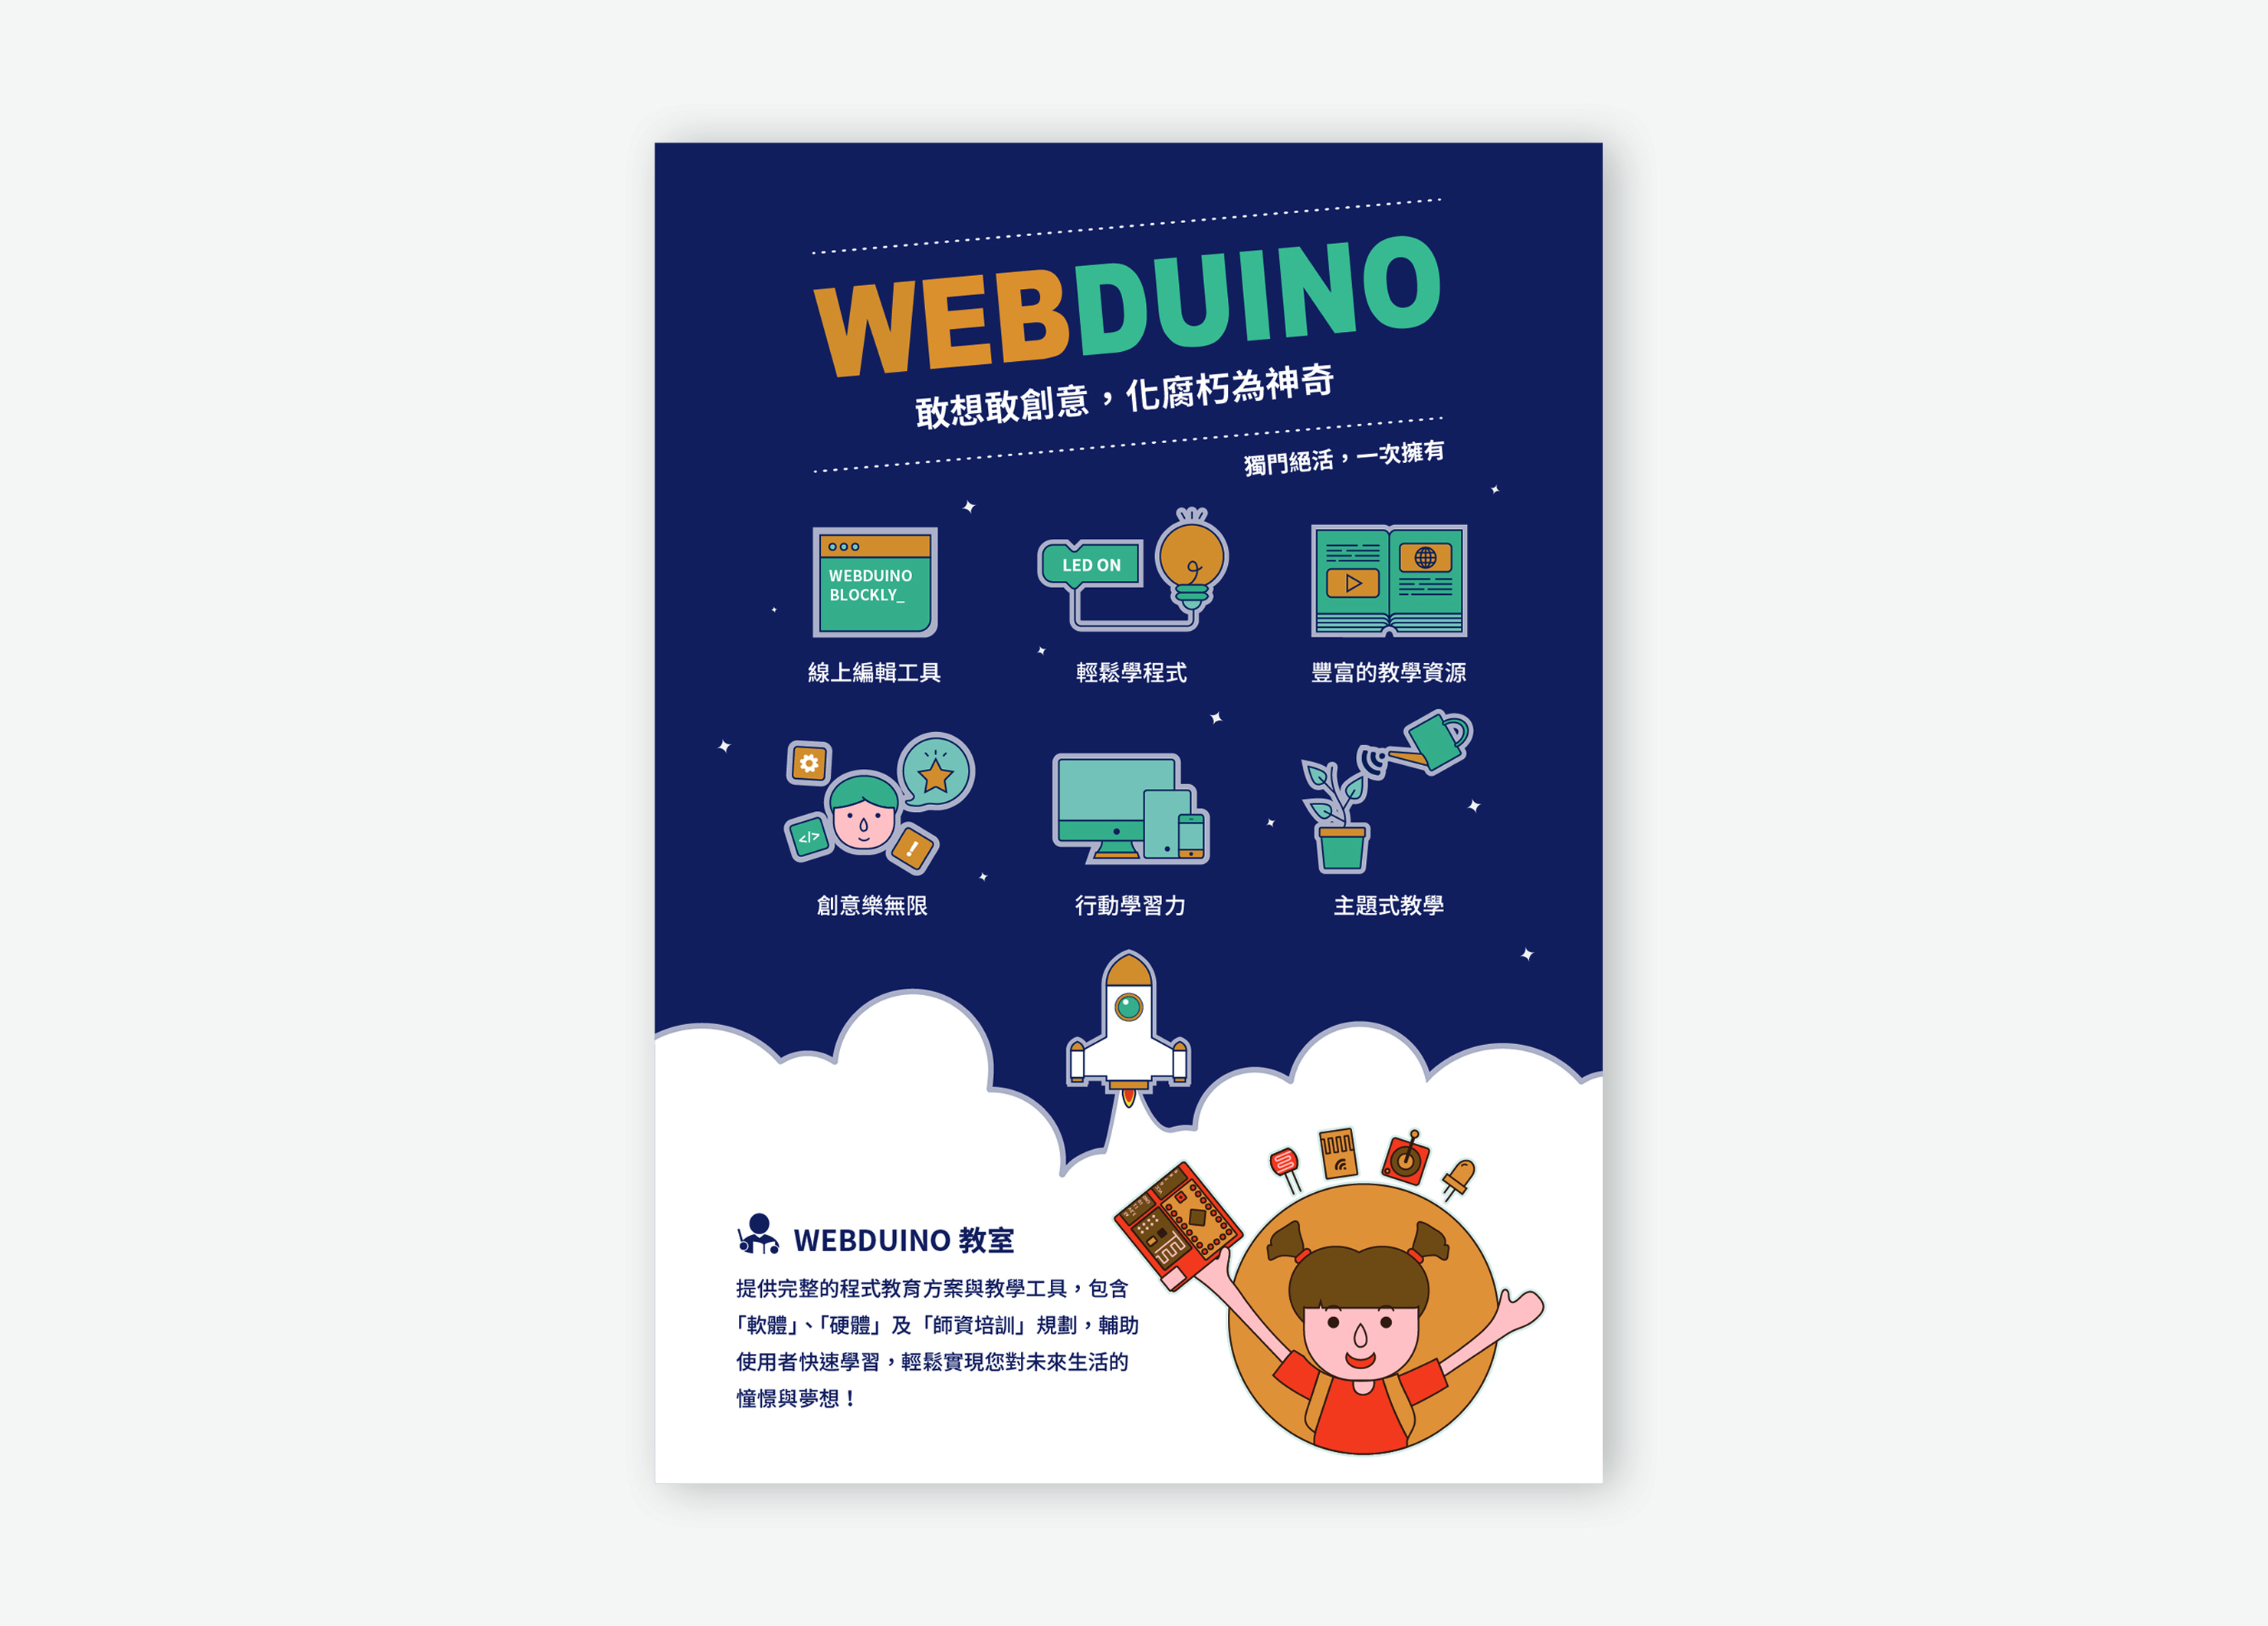 WEBDUINO
敢想敢創意，化腐朽為神奇
獨門絕活，一次擁有
WEBDUINO
BLOCKLY_
LED ON
線上編輯工具
輕鬆學程式
豐富的教學資源
</>
!
創意樂無限
行動學習力
主題式教學
WEBDUINO 教室
提供完整的程式教育方案與教學工具，包含
「軟體」、「硬體」及「師資培訓」規劃，輔助
使用者快速學習，輕鬆實現您對未來生活的
憧憬與夢想！